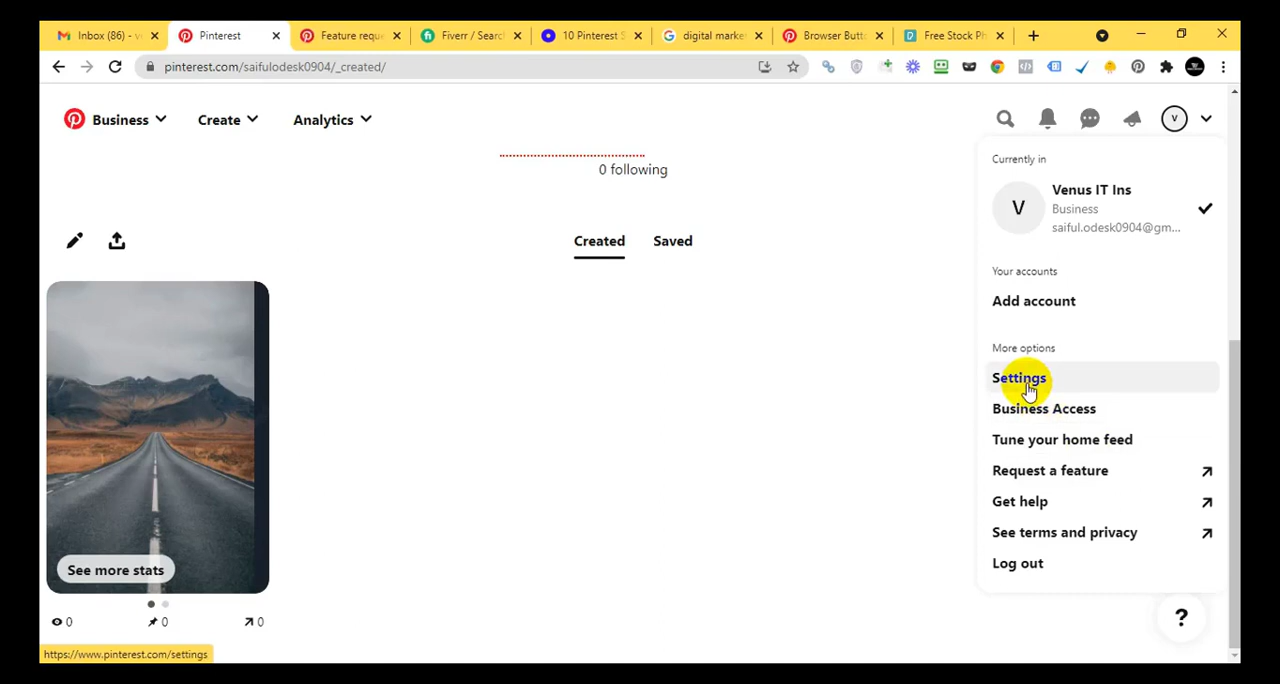 Inbox (86) - v
Pinterest
Feature requ
Fiverr / Searc
10 Pinterest S
digital marke
Browser Butto
Free Stock Ph
pinterest.com/saifulodesk0904/_created/
Business
Create
Analytics
V
0 following
Currently in
V
Venus IT Ins
Business
saiful.odesk0904@gm...
Your accounts
Add account
Created
Saved
More options
Settings
Business Access
Tune your home feed
Request a feature
Get help
See terms and privacy
Log out
See more stats
0
0
0
?
https://www.pinterest.com/settings